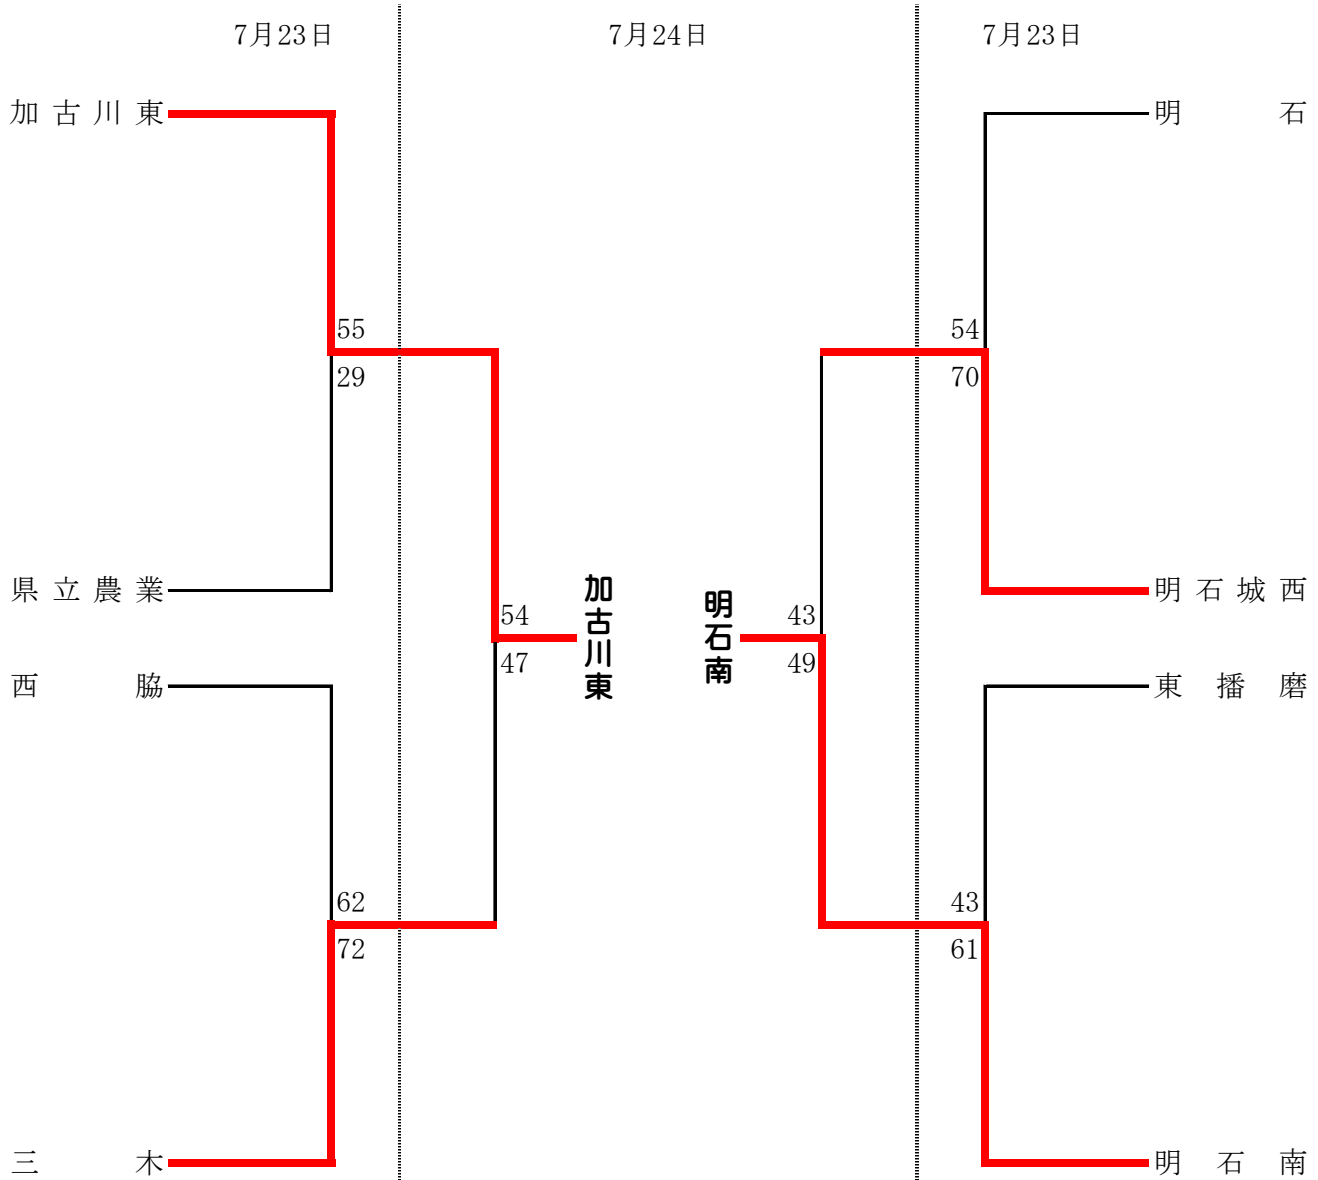 7月23日 7月24日 7月23日
加古川東 明石
55 54
29 70
県立農業 加古川東 明石南 明石城西
54 43
47 49
西脇 東播磨
62 43
72 61
三木 明石南